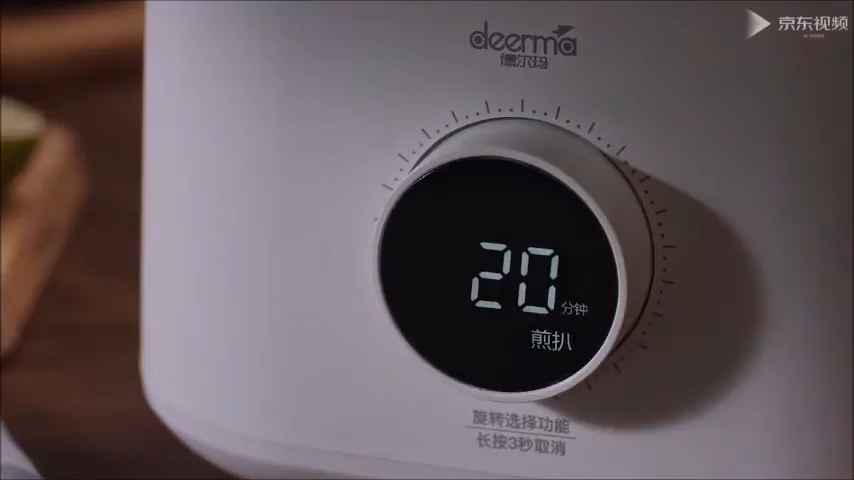 京东视频
deerma
德尔玛
20 分钟
煎扒
旋转选择功能
长按3秒取消